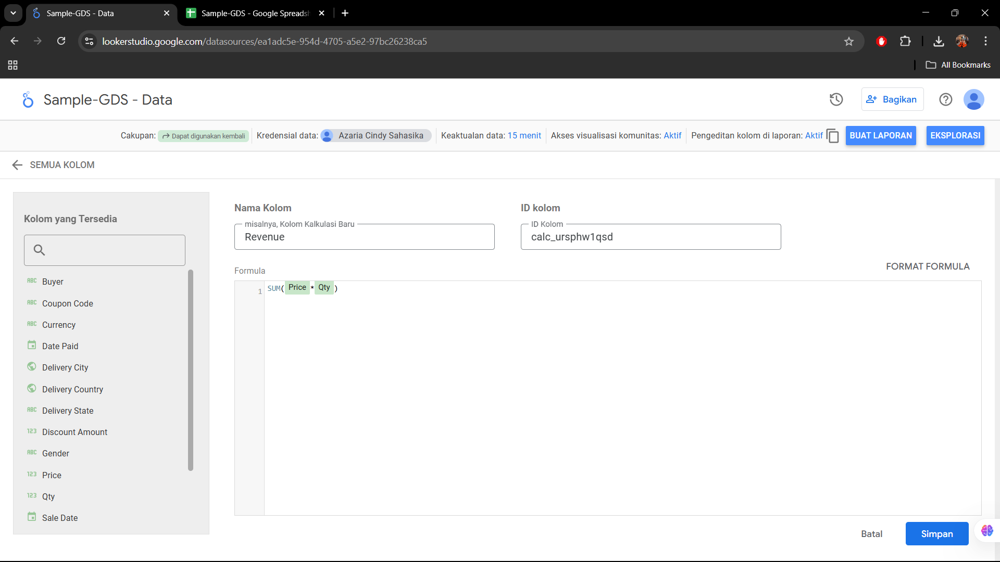 Sample-GDS - Data
Sample-GDS - Google Spreads
lookerstudio.google.com/datasources/ea1adc5e-954d-4705-a5e2-97bc26238ca5
All Bookmarks
Sample-GDS - Data
Bagikan
Cakupan: Dapat digunakan kembali Kredensial data: Azaria Cindy Sahasika Keaktualan data: 15 menit Akses visualisasi komunitas: Aktif Pengeditan kolom di laporan: Aktif BUAT LAPORAN EKSPLORASI
SEMUA KOLOM
Kolom yang Tersedia
ABC Buyer
ABC Coupon Code
ABC Currency
Date Paid
Delivery City
Delivery Country
ABC Delivery State
123 Discount Amount
ABC Gender
123 Price
123 Qty
Sale Date
Nama Kolom
misalnya, Kolom Kalkulasi Baru
Revenue
ID kolom
ID Kolom
calc_ursphw1qsd
FORMAT FORMULA
Formula
1 SUM( Price * Qty )
Batal
Simpan